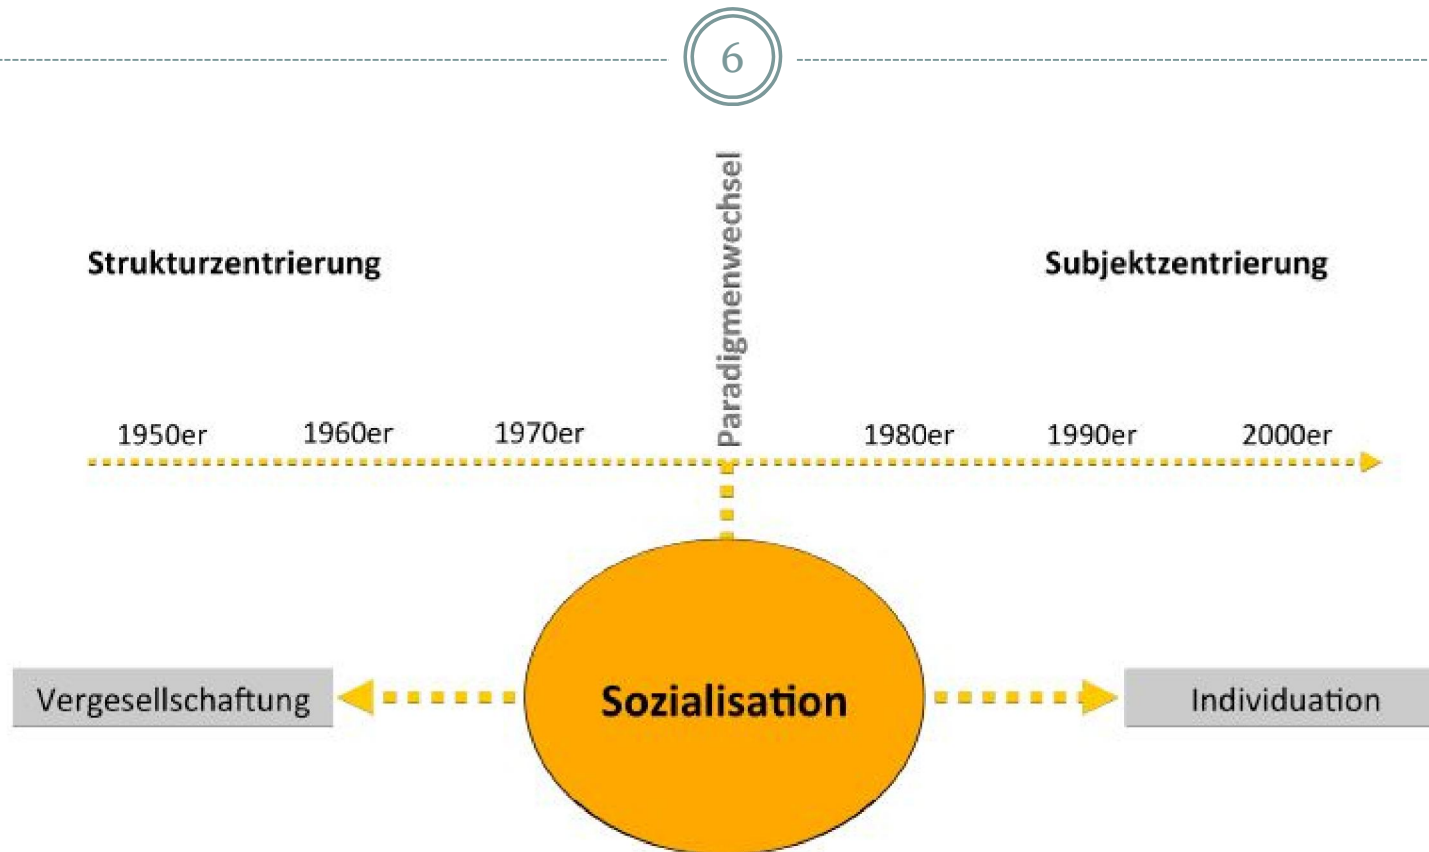 6
Paradigmenwechsel
Strukturzentrierung
Subjektzentrierung
1950er
1960er
1970er
1980er
1990er
2000er
Vergesellschaftung
Sozialisation
Individuation